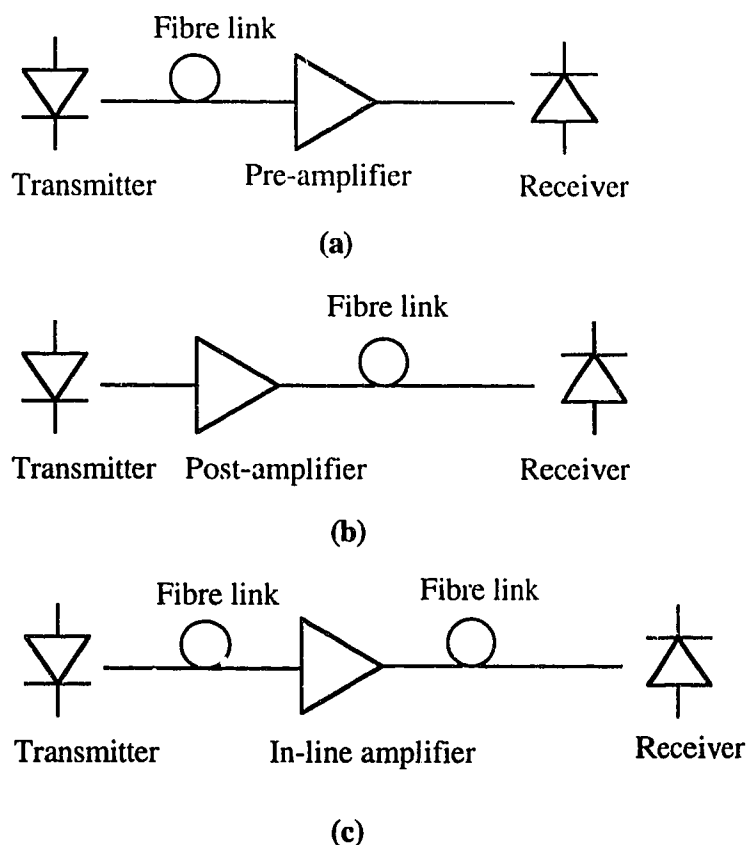 Fibre link
Transmitter Pre-amplifier Receiver
(a)
Fibre link
Transmitter Post-amplifier Receiver
(b)
Fibre link Fibre link
Transmitter In-line amplifier Receiver
(c)